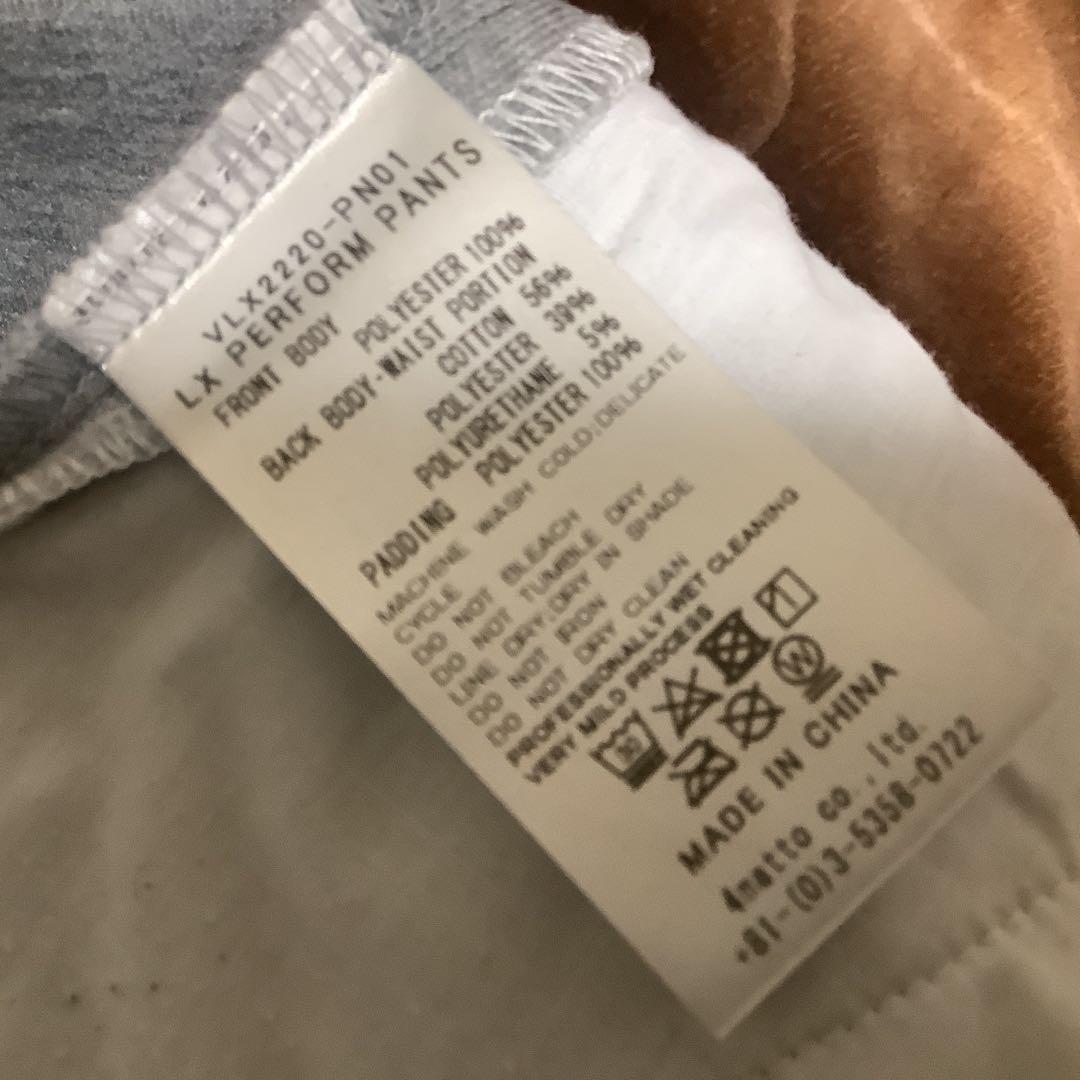 VLX2220-PN01
LX PERFORM PANTS
FRONT BODY
POLYESTER 100%
BACK BODY·WAIST PORTION
COTTON 56%
POLYESTER 39%
POLYURETHANE 5%
PADDING POLYESTER 100%
MACHINE WASH COLD;DELICATE
CYCLE
DO NOT BLEACH
DO NOT TUMBLE DRY
LINE DRY;DRY IN SHADE
DO NOT IRON
DO NOT DRY CLEAN
PROFESSIONALLY WET CLEANING
VERY MILD PROCESS
30
W
MADE IN CHINA
4matto co.,ltd.
+81-(0)3-5358-0722